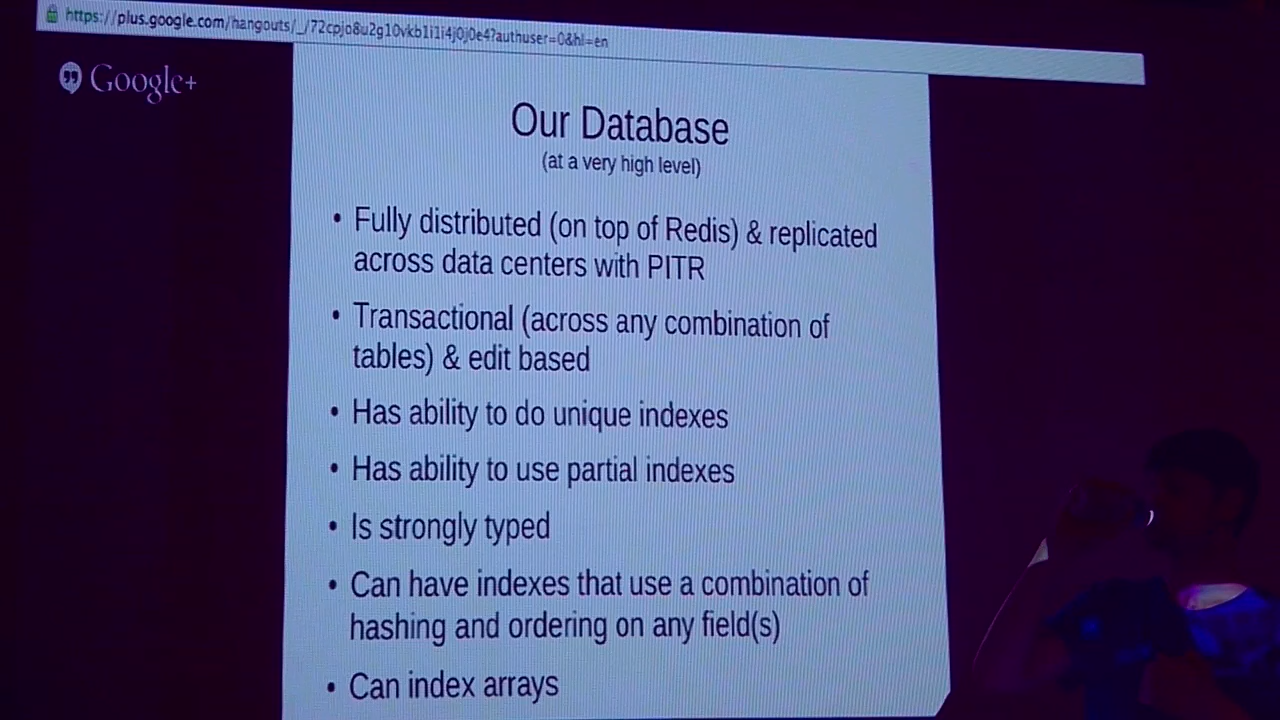 https://plus.google.com/hangouts/_/72cpjo8u2g10vkb1i1i4j0j0e4?authuser=0&hl=en
Google+
Our Database
(at a very high level)
• Fully distributed (on top of Redis) & replicated
across data centers with PITR
• Transactional (across any combination of
tables) & edit based
• Has ability to do unique indexes
• Has ability to use partial indexes
• Is strongly typed
• Can have indexes that use a combination of
hashing and ordering on any field(s)
• Can index arrays